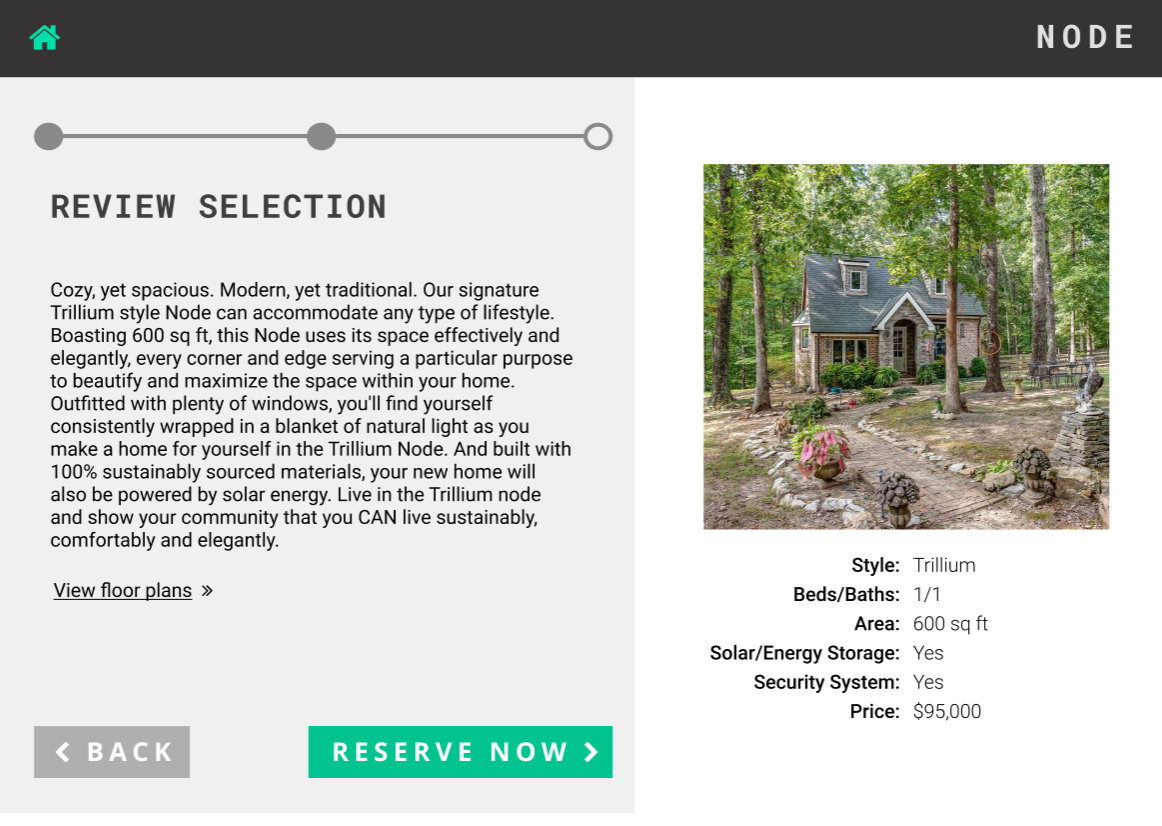 NODE
REVIEW SELECTION
Cozy, yet spacious. Modern, yet traditional. Our signature
Trillium style Node can accommodate any type of lifestyle.
Boasting 600 sq ft, this Node uses its space effectively and
elegantly, every corner and edge serving a particular purpose
to beautify and maximize the space within your home.
Outfitted with plenty of windows, you'll find yourself
consistently wrapped in a blanket of natural light as you
make a home for yourself in the Trillium Node. And built with
100% sustainably sourced materials, your new home will
also be powered by solar energy. Live in the Trillium node
and show your community that you CAN live sustainably,
comfortably and elegantly.
View floor plans »
BACK
RESERVE NOW
Style: Trillium
Beds/Baths: 1/1
Area: 600 sq ft
Solar/Energy Storage: Yes
Security System: Yes
Price: $95,000